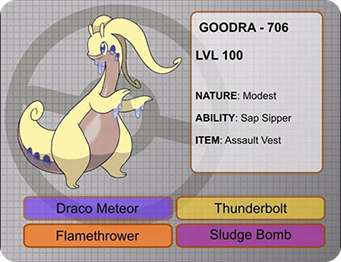 GOODRA - 706
LVL 100
NATURE: Modest
ABILITY: Sap Sipper
ITEM: Assault Vest
Draco Meteor
Thunderbolt
Flamethrower
Sludge Bomb